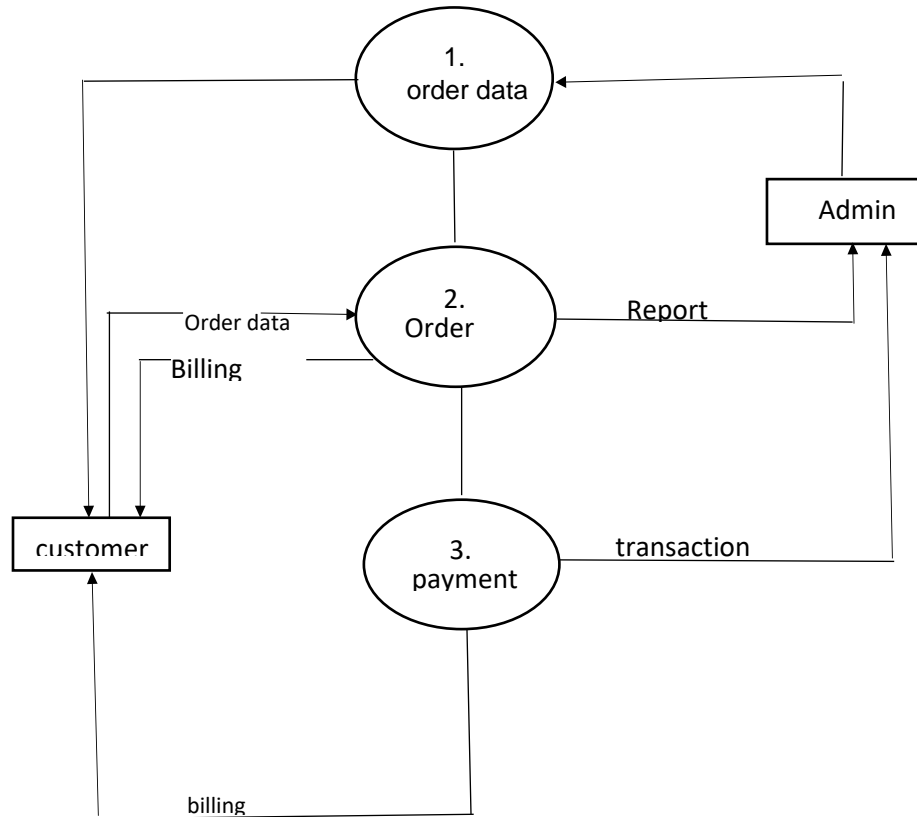 1.
order data
Admin
2.
Order
Order data
Report
Billing
customer
3.
payment
transaction
billing